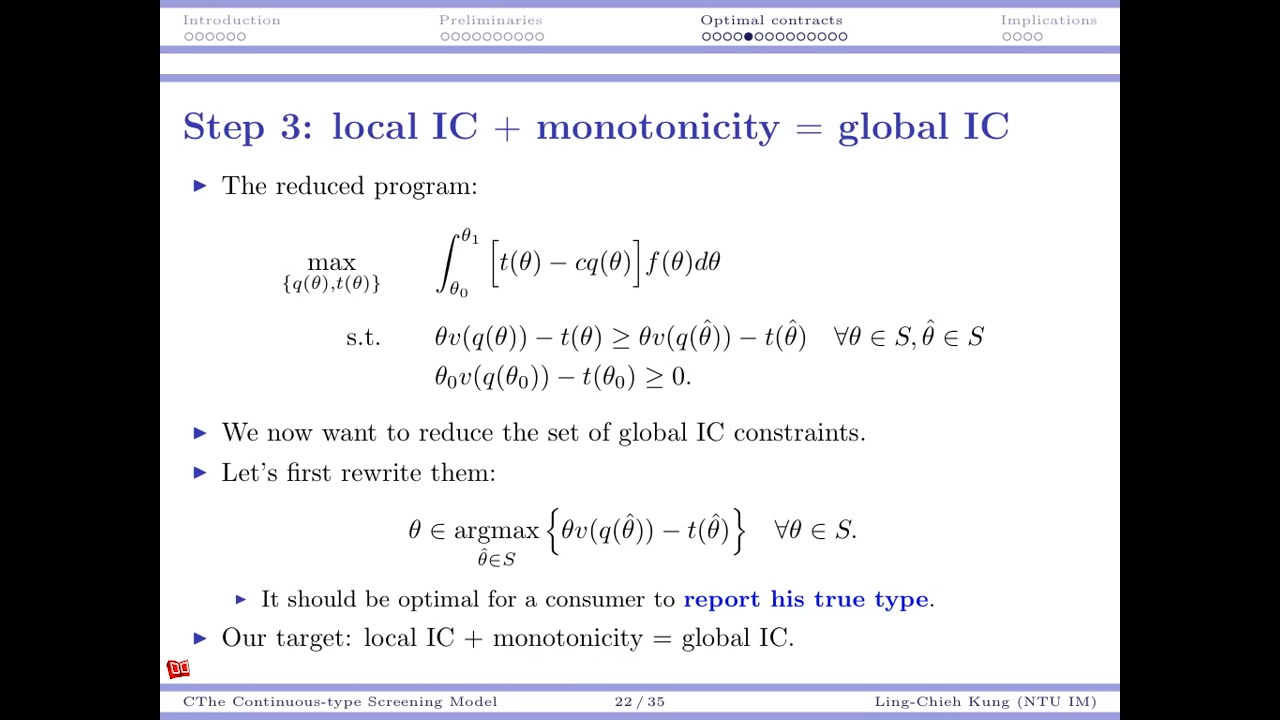 Introduction Preliminaries Optimal contracts Implications
Step 3: local IC + monotonicity = global IC
► The reduced program:
max_{{q(θ),t(θ)}} ∫_{θ_0}^{θ_1} [t(θ) − cq(θ)] f(θ)dθ
s.t. θv(q(θ)) − t(θ) ≥ θv(q(θ̂)) − t(θ̂) ∀θ ∈ S, θ̂ ∈ S
θ_0v(q(θ_0)) − t(θ_0) ≥ 0.
► We now want to reduce the set of global IC constraints.
► Let's first rewrite them:
θ ∈ argmax_{θ̂∈S} {θv(q(θ̂)) − t(θ̂)} ∀θ ∈ S.
► It should be optimal for a consumer to report his true type.
► Our target: local IC + monotonicity = global IC.
CThe Continuous-type Screening Model 22 / 35 Ling-Chieh Kung (NTU IM)